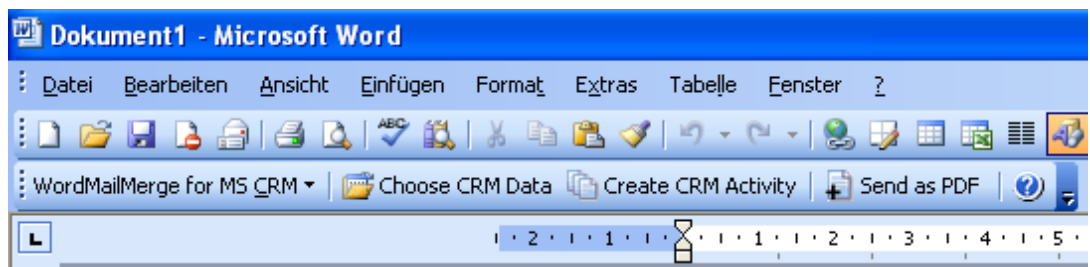 Dokument1 - Microsoft Word
Datei Bearbeiten Ansicht Einfügen Format Extras Tabelle Fenster ?
ABC
WordMailMerge for MS CRM Choose CRM Data Create CRM Activity Send as PDF ?
L 2 1 1 2 3 4 5